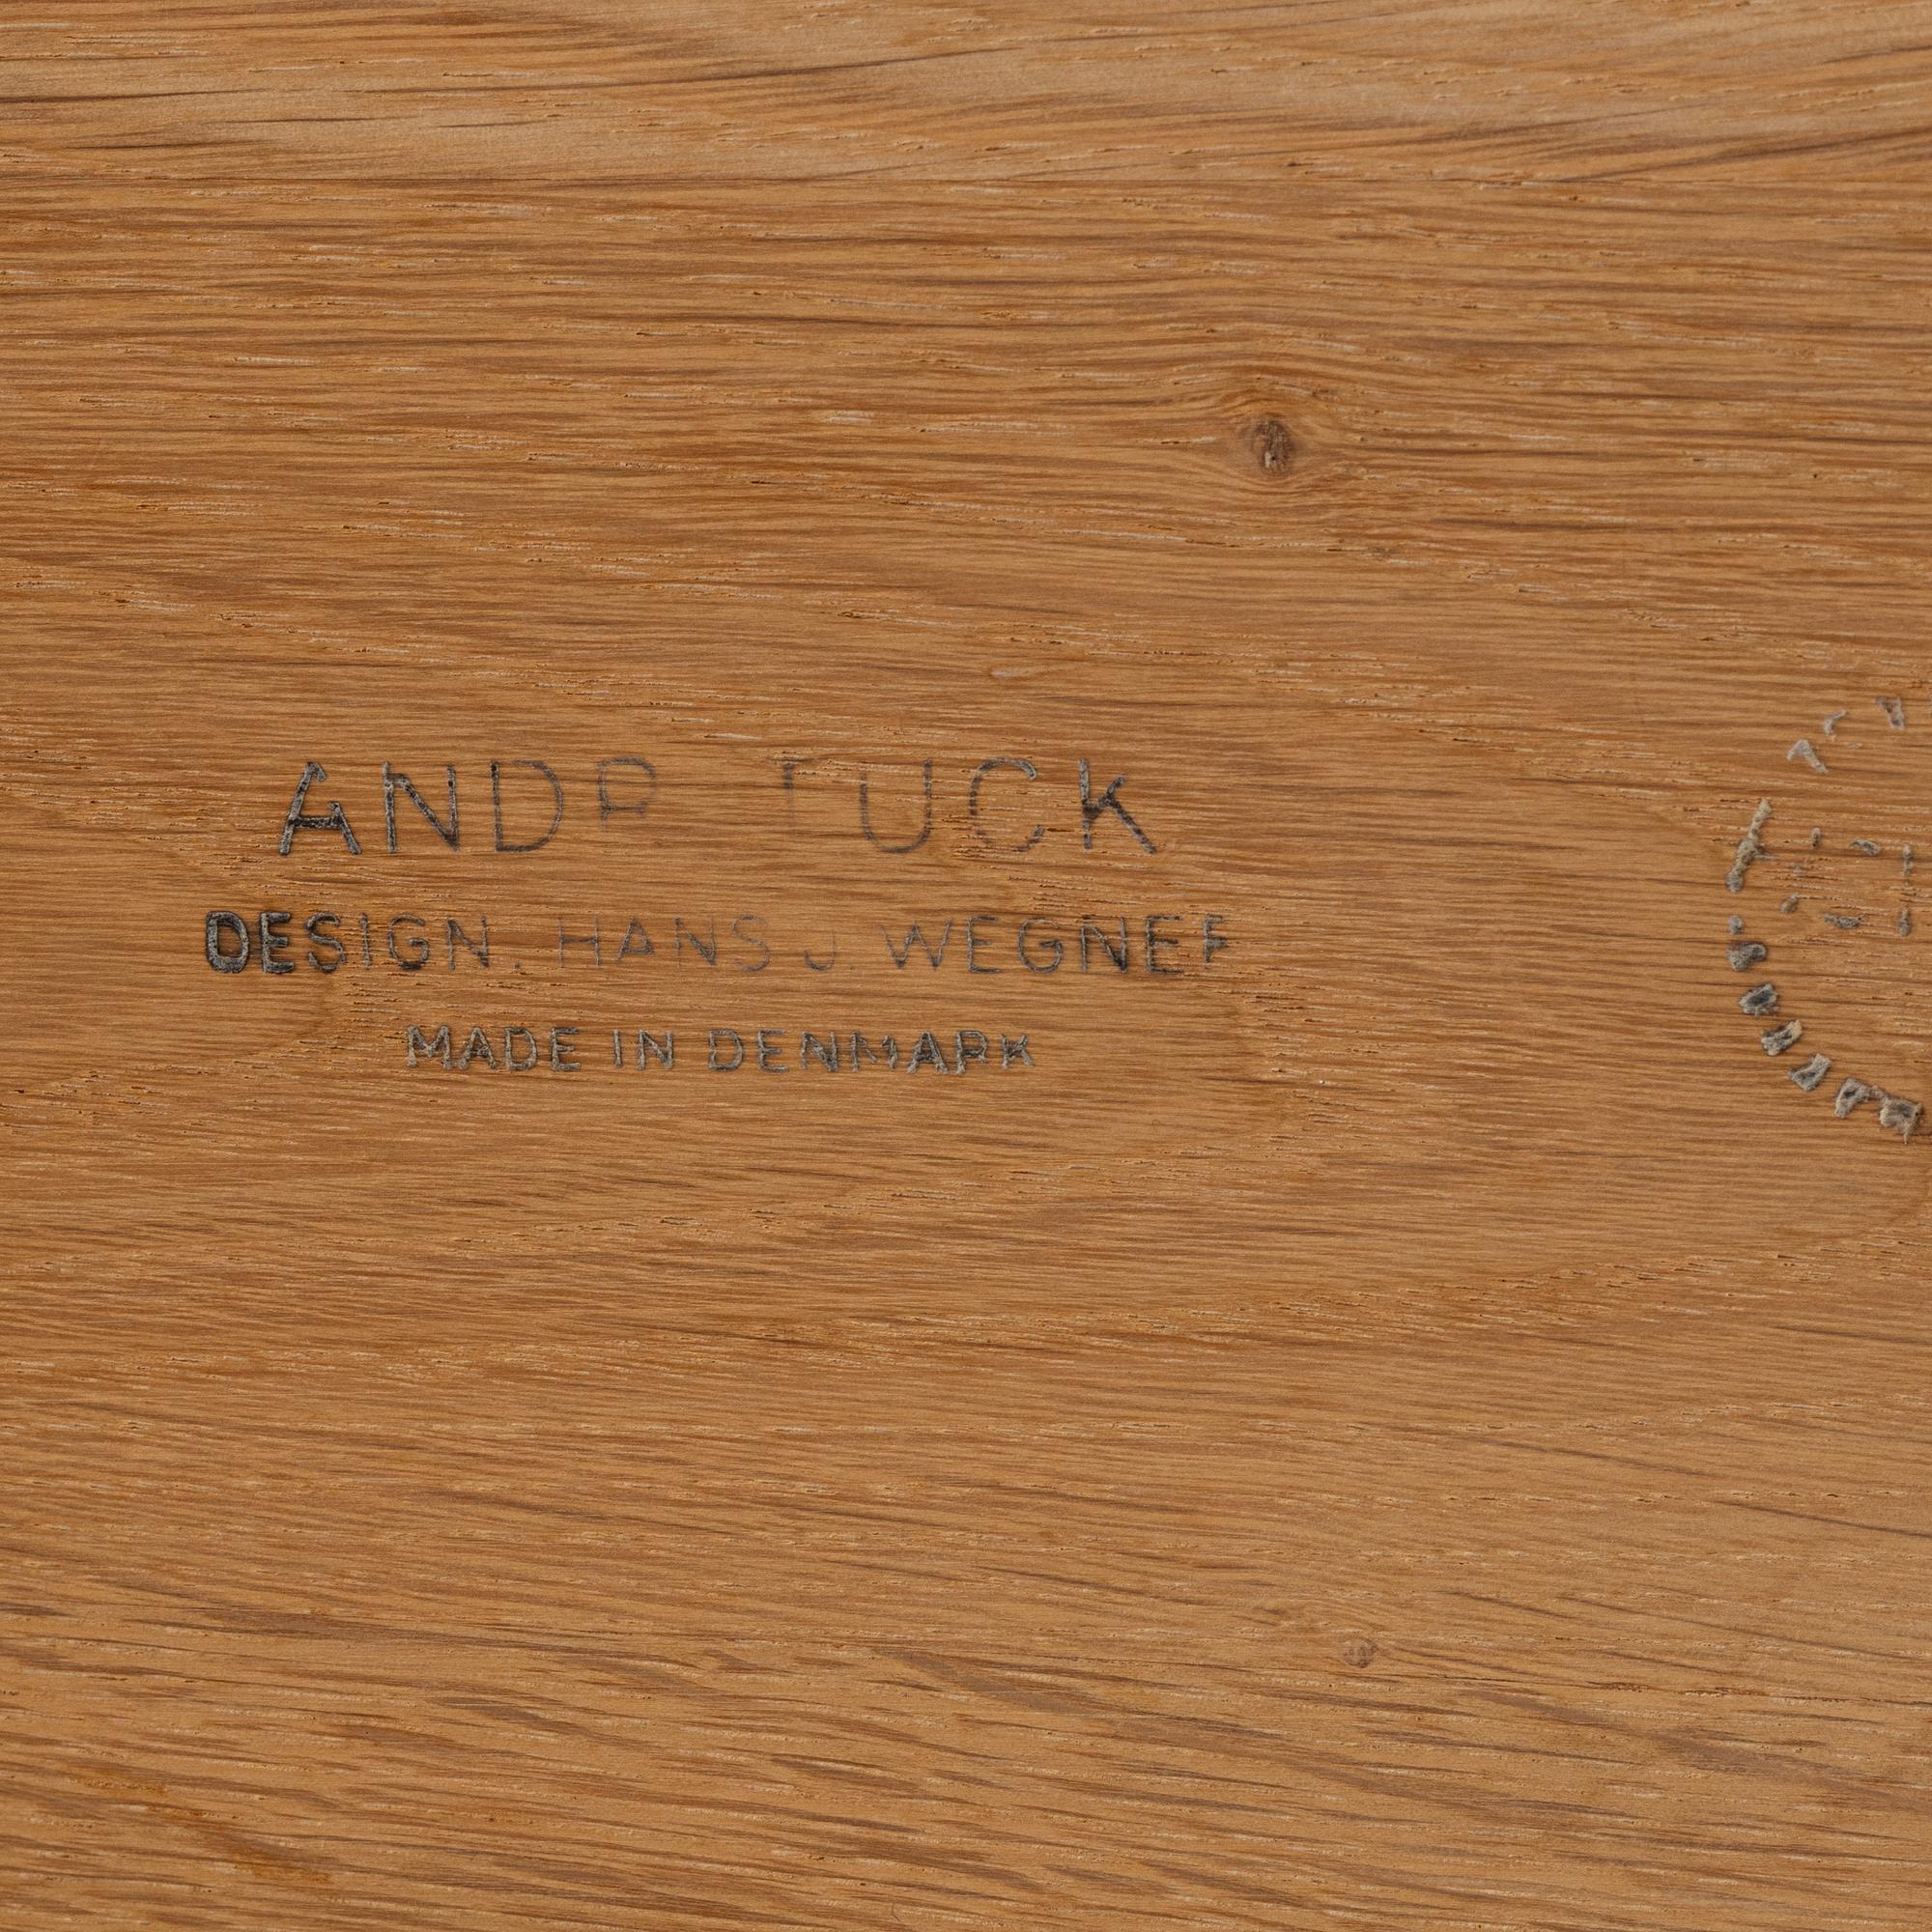 ANDR TUCK
DESIGN. HANS J. WEGNER
MADE IN DENMARK